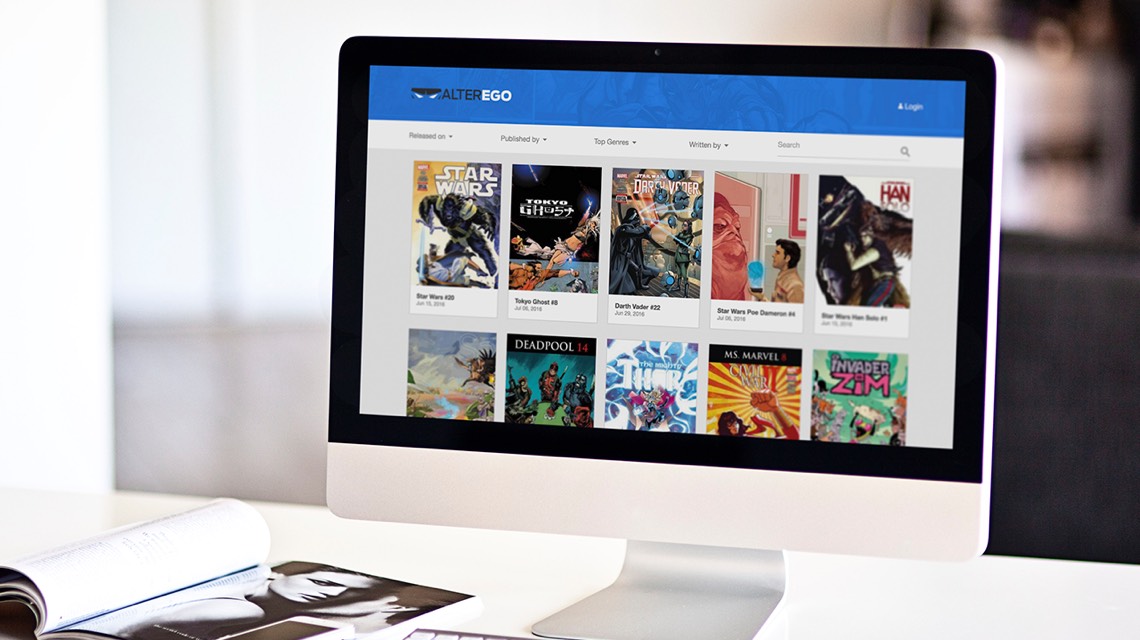 ALTEREGO
Login
Released on
Published by
Top Genres
Written by
Search
STAR WARS
TOKYO GHOST
STAR WARS
DARTH VADER
HAN SOLO
Star Wars #20
Jun 15, 2016
Tokyo Ghost #8
Jul 06, 2016
Darth Vader #22
Jun 29, 2016
Star Wars Poe Dameron #4
Jul 06, 2016
Star Wars Han Solo #1
Jun 15, 2016
DEADPOOL 14
THE MIGHTY THOR
MS. MARVEL 8
CIVIL WAR
INVADER ZIM